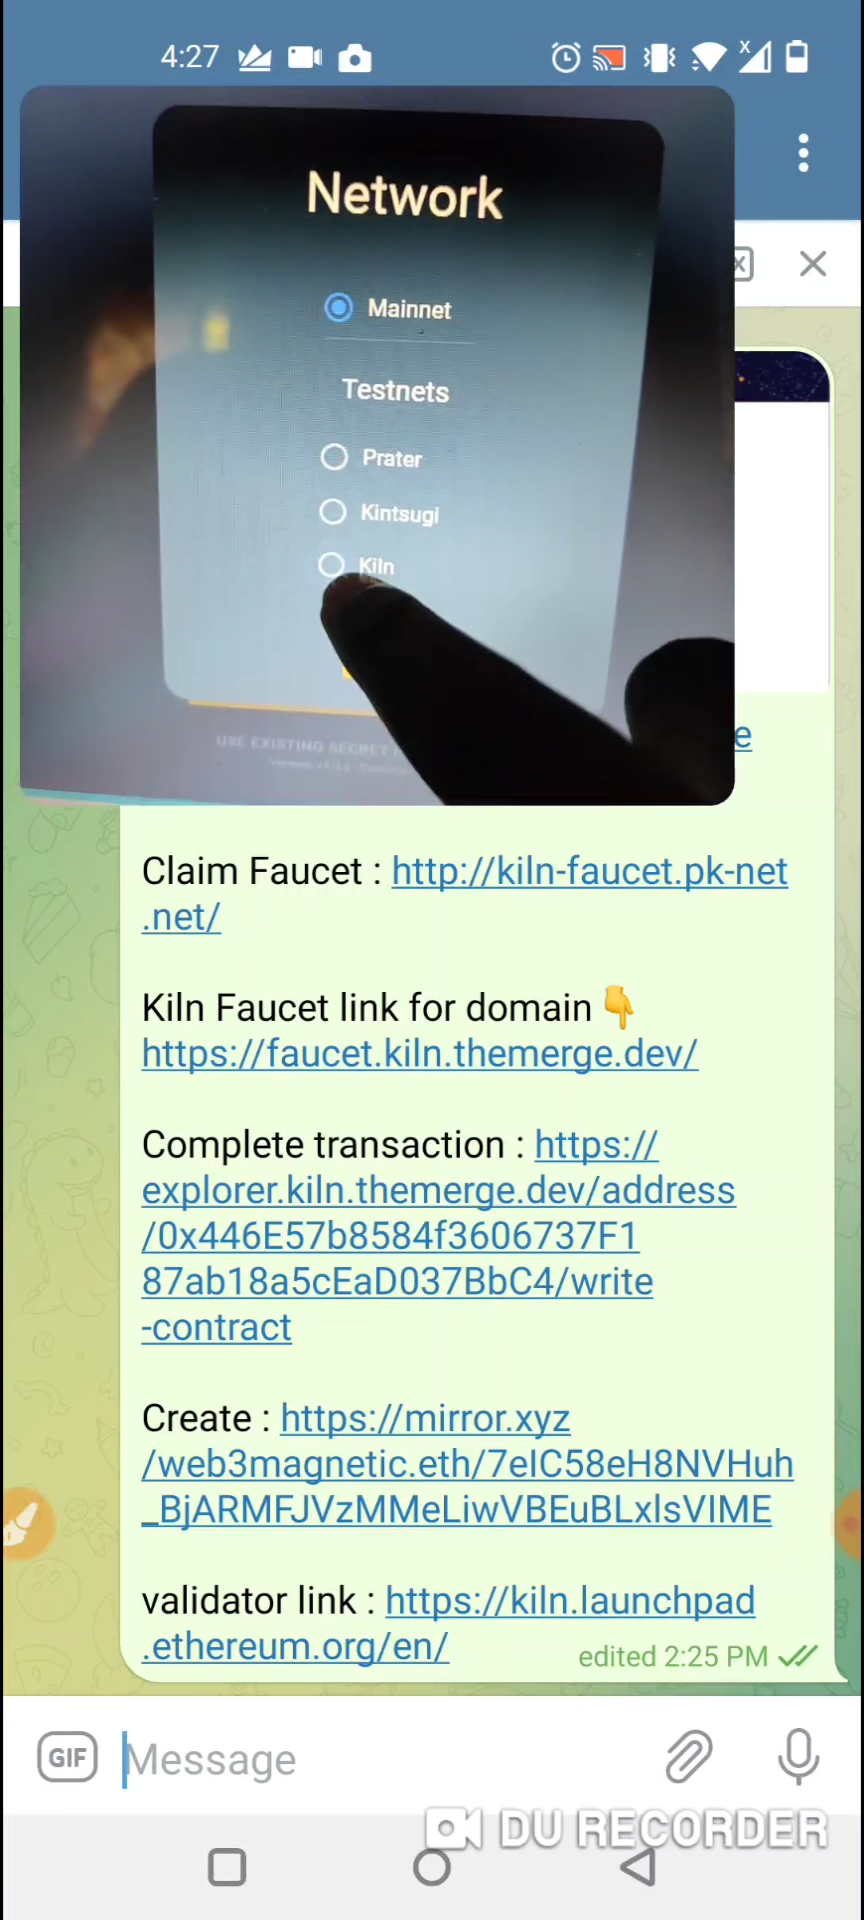 4:27
Network
Mainnet
Testnets
Prater
Kintsugi
Kiln
USE EXISTING SECRET
e
Claim Faucet : http://kiln-faucet.pk-net
.net/
Kiln Faucet link for domain 👇
https://faucet.kiln.themerge.dev/
Complete transaction : https://
explorer.kiln.themerge.dev/address
/0x446E57b8584f3606737F1
87ab18a5cEaD037BbC4/write
-contract
Create : https://mirror.xyz
/web3magnetic.eth/7eIC58eH8NVHuh
_BjARMFJVzMMeLiwVBEuBLxlsVIME
validator link : https://kiln.launchpad
.ethereum.org/en/
edited 2:25 PM
GIF
Message
DU RECORDER